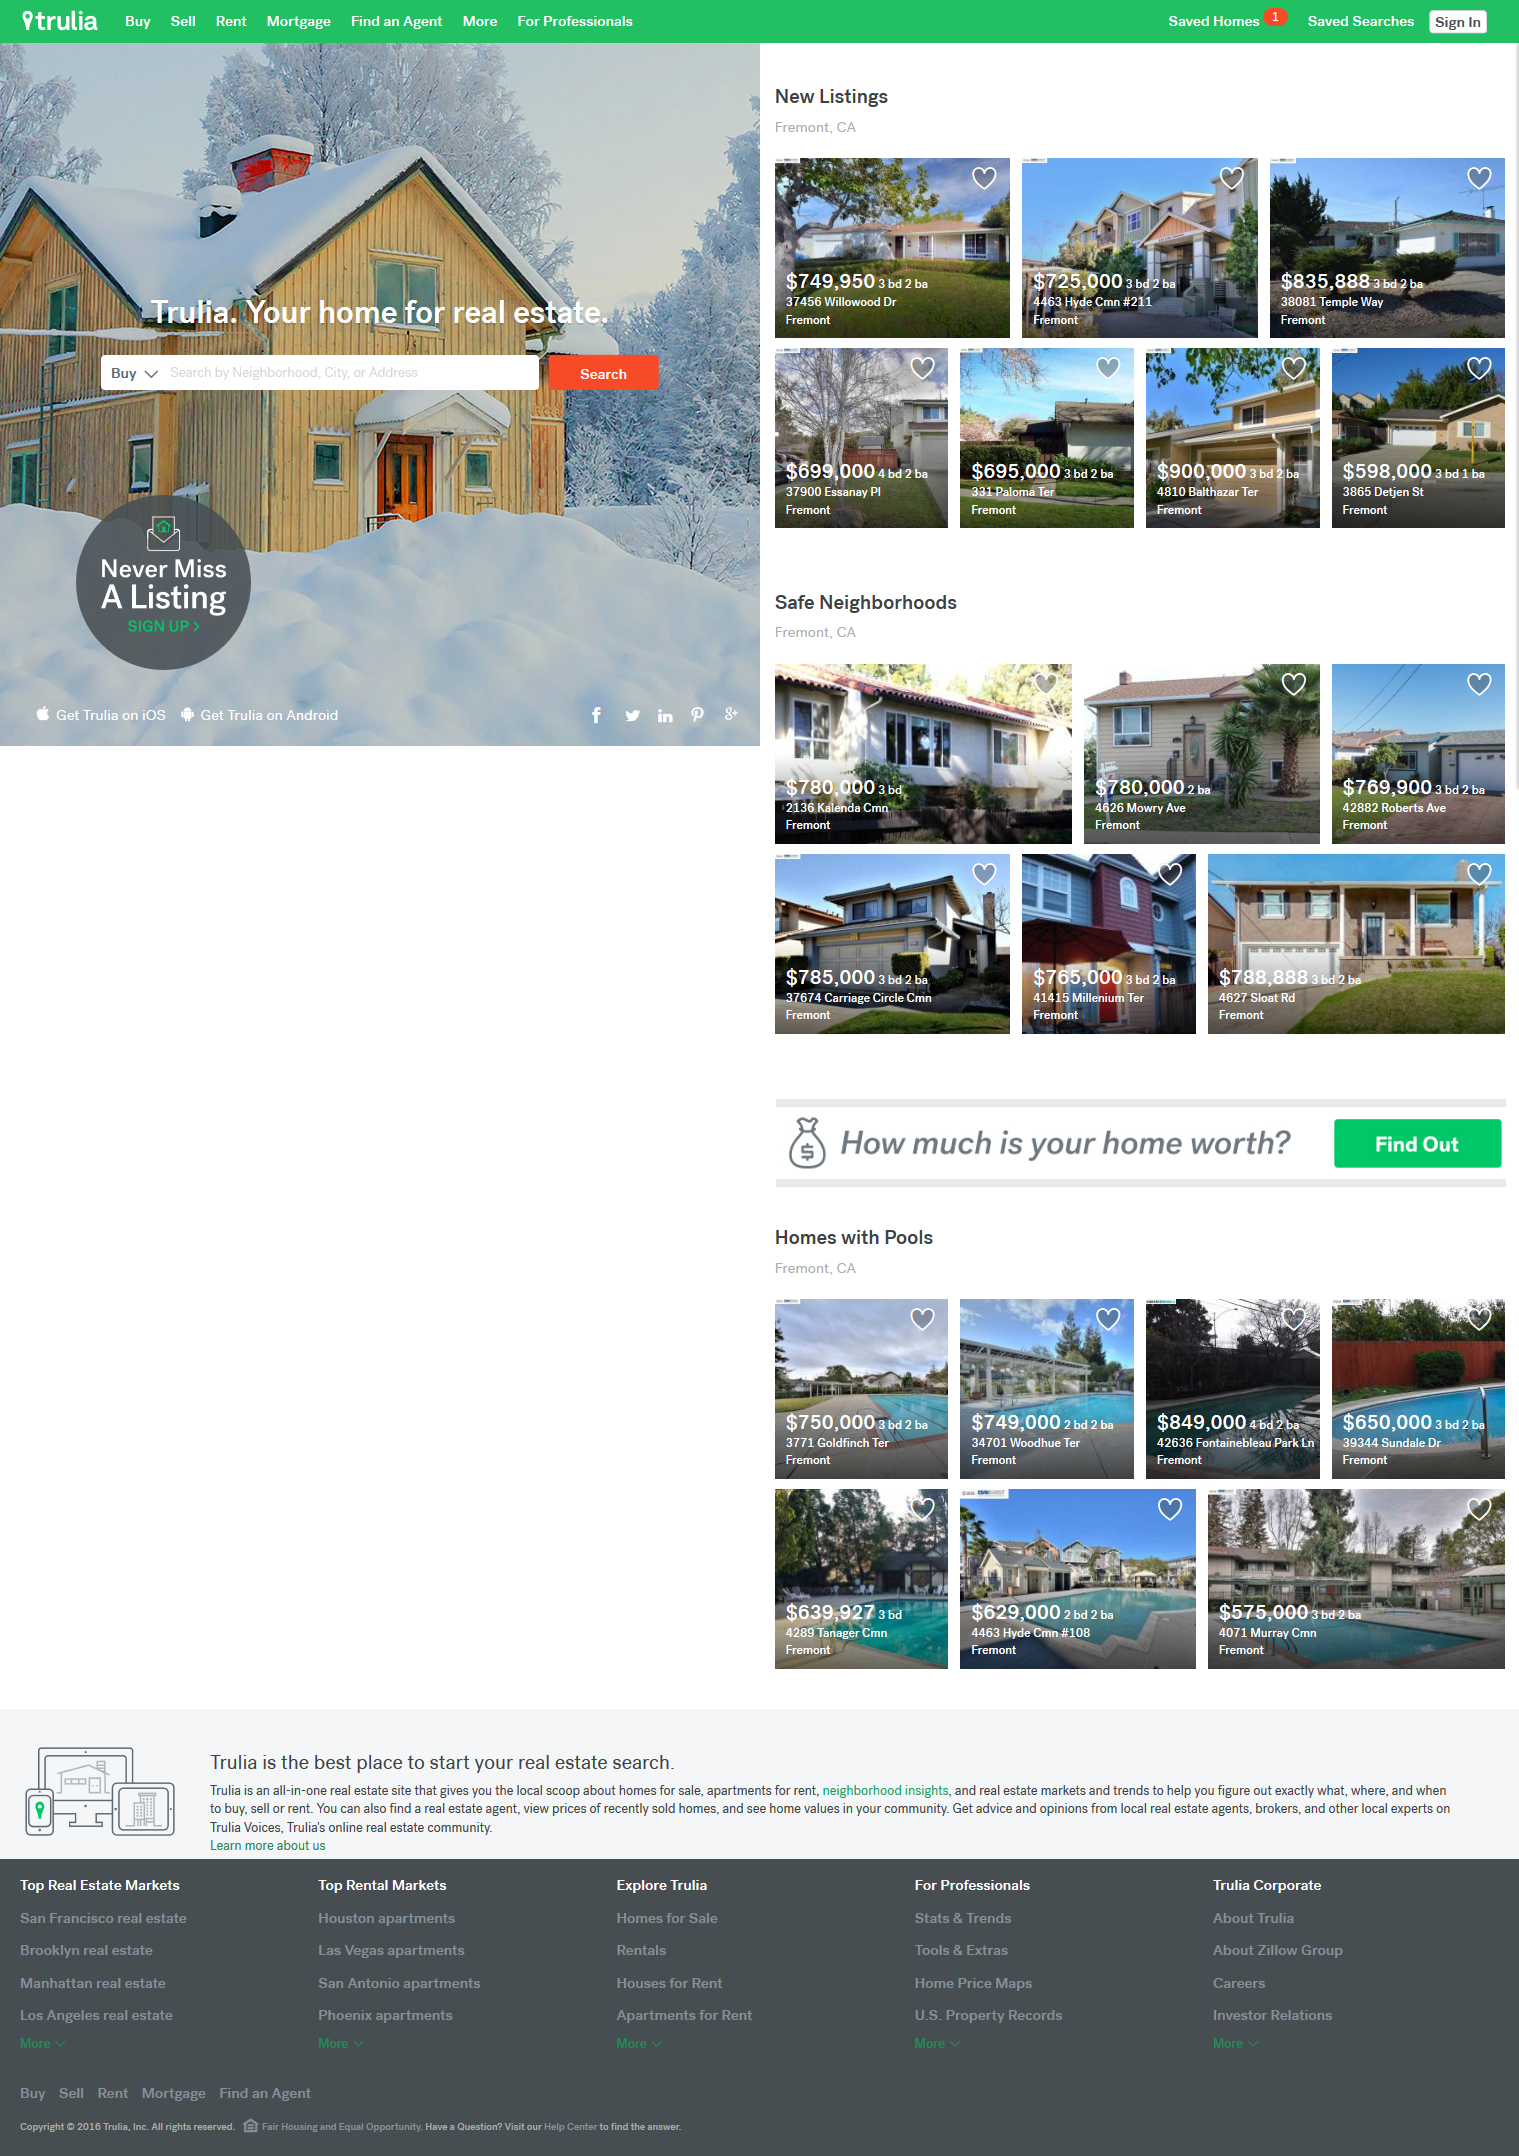 trulia Buy Sell Rent Mortgage Find an Agent More For Professionals Saved Homes 1 Saved Searches Sign In
Trulia. Your home for real estate.
Buy Search by Neighborhood, City, or Address Search
Never Miss
A Listing
SIGN UP >
Get Trulia on iOS Get Trulia on Android
New Listings
Fremont, CA
$749,950 3 bd 2 ba
37456 Willowood Dr
Fremont
$725,000 3 bd 2 ba
4463 Hyde Cmn #211
Fremont
$835,888 3 bd 2 ba
38081 Temple Way
Fremont
$699,000 4 bd 2 ba
37900 Essanay Pl
Fremont
$695,000 3 bd 2 ba
331 Paloma Ter
Fremont
$900,000 3 bd 2 ba
4810 Balthazar Ter
Fremont
$598,000 3 bd 1 ba
3865 Detjen St
Fremont
Safe Neighborhoods
Fremont, CA
$780,000 3 bd
2136 Kalenda Cmn
Fremont
$780,000 2 ba
4626 Mowry Ave
Fremont
$769,900 3 bd 2 ba
42882 Roberts Ave
Fremont
$785,000 3 bd 2 ba
37674 Carriage Circle Cmn
Fremont
$765,000 3 bd 2 ba
41415 Millenium Ter
Fremont
$788,888 3 bd 2 ba
4627 Sloat Rd
Fremont
How much is your home worth? Find Out
Homes with Pools
Fremont, CA
$750,000 3 bd 2 ba
3771 Goldfinch Ter
Fremont
$749,000 2 bd 2 ba
34701 Woodhue Ter
Fremont
$849,000 4 bd 2 ba
42636 Fontainebleau Park Ln
Fremont
$650,000 3 bd 2 ba
39344 Sundale Dr
Fremont
$639,927 3 bd
4289 Tanager Cmn
Fremont
$629,000 2 bd 2 ba
4463 Hyde Cmn #108
Fremont
$575,000 3 bd 2 ba
4071 Murray Cmn
Fremont
Trulia is the best place to start your real estate search.
Trulia is an all-in-one real estate site that gives you the local scoop about homes for sale, apartments for rent, neighborhood insights, and real estate markets and trends to help you figure out exactly what, where, and when
to buy, sell or rent. You can also find a real estate agent, view prices of recently sold homes, and see home values in your community. Get advice and opinions from local real estate agents, brokers, and other local experts on
Trulia Voices, Trulia's online real estate community.
Learn more about us
Top Real Estate Markets
San Francisco real estate
Brooklyn real estate
Manhattan real estate
Los Angeles real estate
More
Top Rental Markets
Houston apartments
Las Vegas apartments
San Antonio apartments
Phoenix apartments
More
Explore Trulia
Homes for Sale
Rentals
Houses for Rent
Apartments for Rent
More
For Professionals
Stats & Trends
Tools & Extras
Home Price Maps
U.S. Property Records
More
Trulia Corporate
About Trulia
About Zillow Group
Careers
Investor Relations
More
Buy Sell Rent Mortgage Find an Agent
Copyright © 2016 Trulia, Inc. All rights reserved. Fair Housing and Equal Opportunity. Have a Question? Visit our Help Center to find the answer.